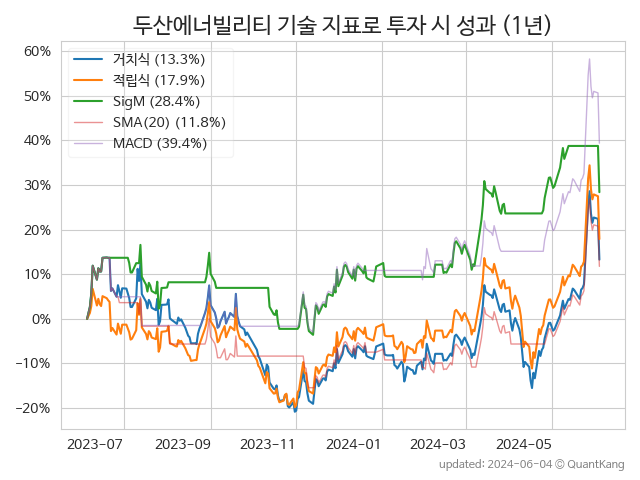 두산에너빌리티 기술 지표로 투자 시 성과 (1년)
60%
50%
40%
30%
20%
10%
0%
−10%
−20%
거치식 (13.3%)
적립식 (17.9%)
SigM (28.4%)
SMA(20) (11.8%)
MACD (39.4%)
2023−07
2023−09
2023−11
2024−01
2024−03
2024−05
updated: 2024-06-04 © QuantKang